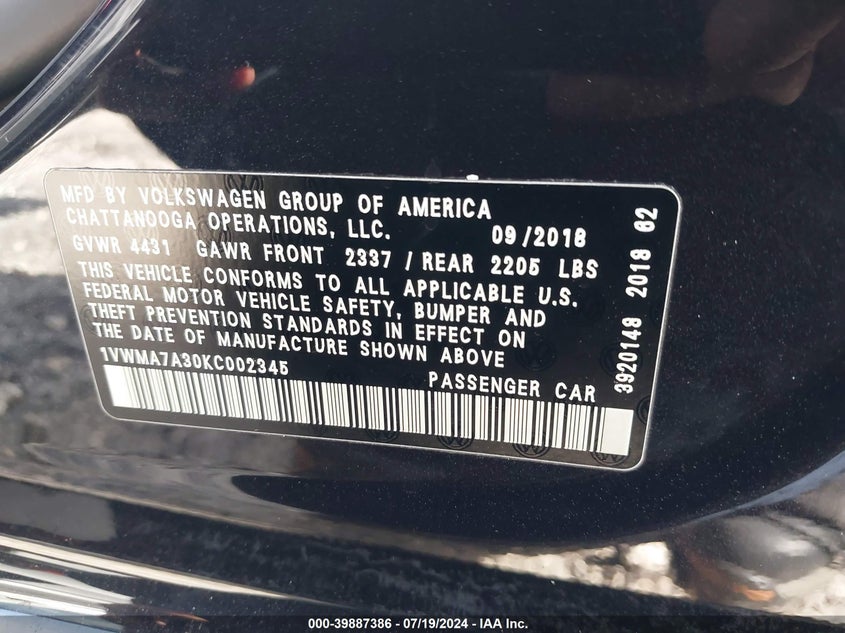 MFD BY VOLKSWAGEN GROUP OF AMERICA
CHATTANOOGA OPERATIONS, LLC. 09/2018
GVWR 4431 GAWR FRONT 2337 / REAR 2205 LBS
THIS VEHICLE CONFORMS TO ALL APPLICABLE U.S.
FEDERAL MOTOR VEHICLE SAFETY, BUMPER AND
THEFT PREVENTION STANDARDS IN EFFECT ON
THE DATE OF MANUFACTURE SHOWN ABOVE
1VWMA7A30KC002345
PASSENGER CAR
3920148 2018 62
000-39887386 - 07/19/2024 - IAA Inc.